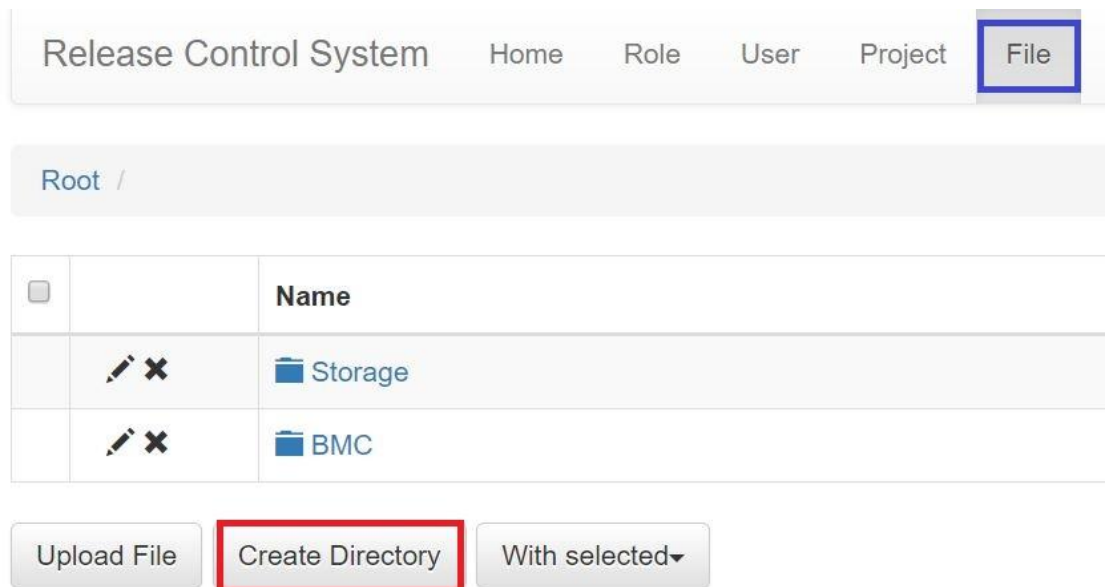 Release Control System Home Role User Project File
Root /
Name
Storage
BMC
Upload File Create Directory With selected